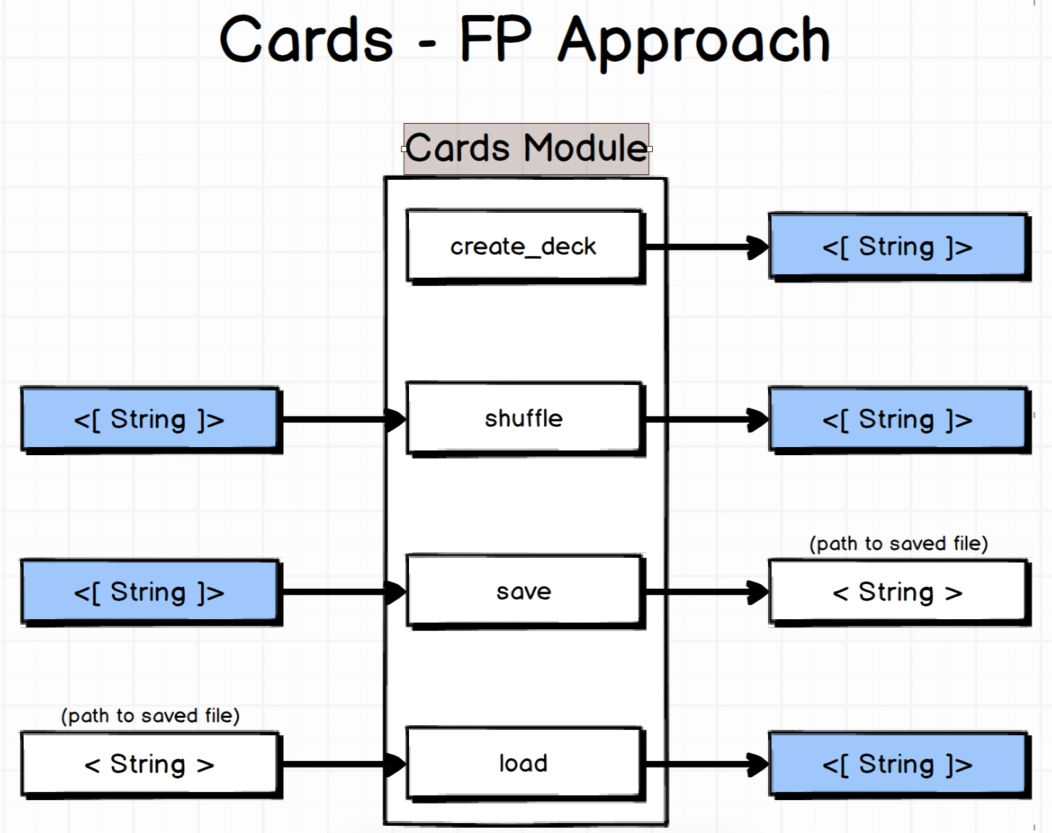 Cards - FP Approach
Cards Module
create_deck
<[ String ]>
<[ String ]>
shuffle
<[ String ]>
<[ String ]>
save
(path to saved file)
< String >
(path to saved file)
< String >
load
<[ String ]>